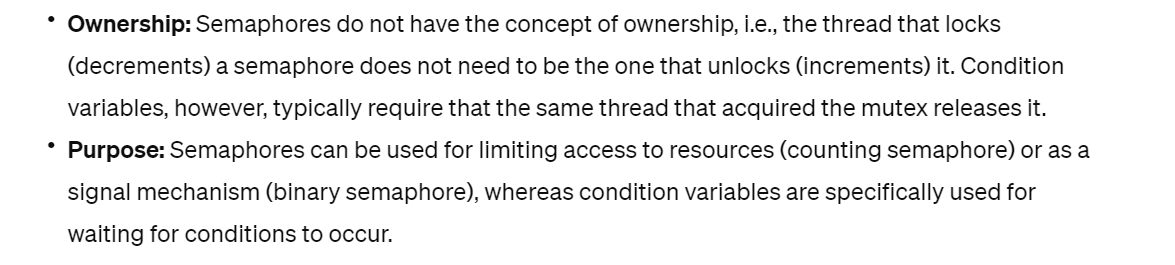 • Ownership: Semaphores do not have the concept of ownership, i.e., the thread that locks
(decrements) a semaphore does not need to be the one that unlocks (increments) it. Condition
variables, however, typically require that the same thread that acquired the mutex releases it.
• Purpose: Semaphores can be used for limiting access to resources (counting semaphore) or as a
signal mechanism (binary semaphore), whereas condition variables are specifically used for
waiting for conditions to occur.